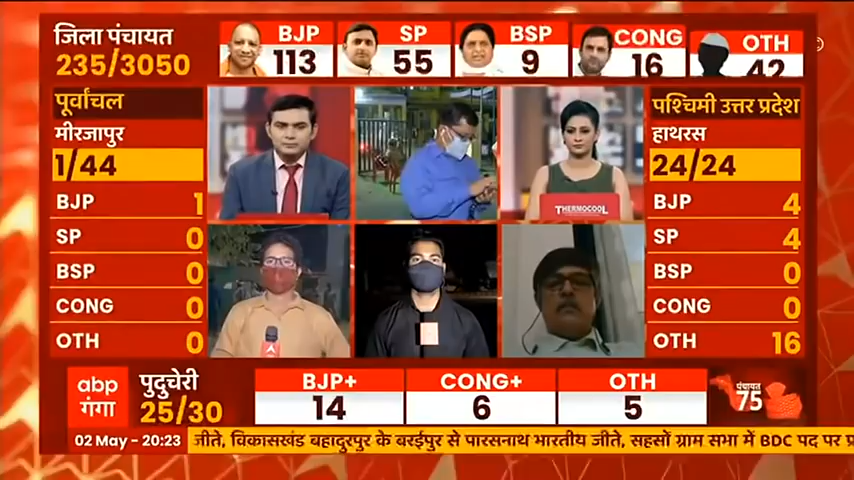 जिला पंचायत
235/3050
BJP
113
SP
55
BSP
9
CONG
16
OTH
42
पूर्वांचल
मीरजापुर
1/44
BJP 1
SP 0
BSP 0
CONG 0
OTH 0
THERMOCOOL
पश्चिमी उत्तर प्रदेश
हाथरस
24/24
BJP 4
SP 4
BSP 0
CONG 0
OTH 16
abp
गंगा
पुदुचेरी
25/30
BJP+
14
CONG+
6
OTH
5
पंचायत
75
02 May - 20:23
जीते, विकासखंड बहादुरपुर के बरईपुर से पारसनाथ भारतीय जीते, सहसों ग्राम सभा में BDC पद पर